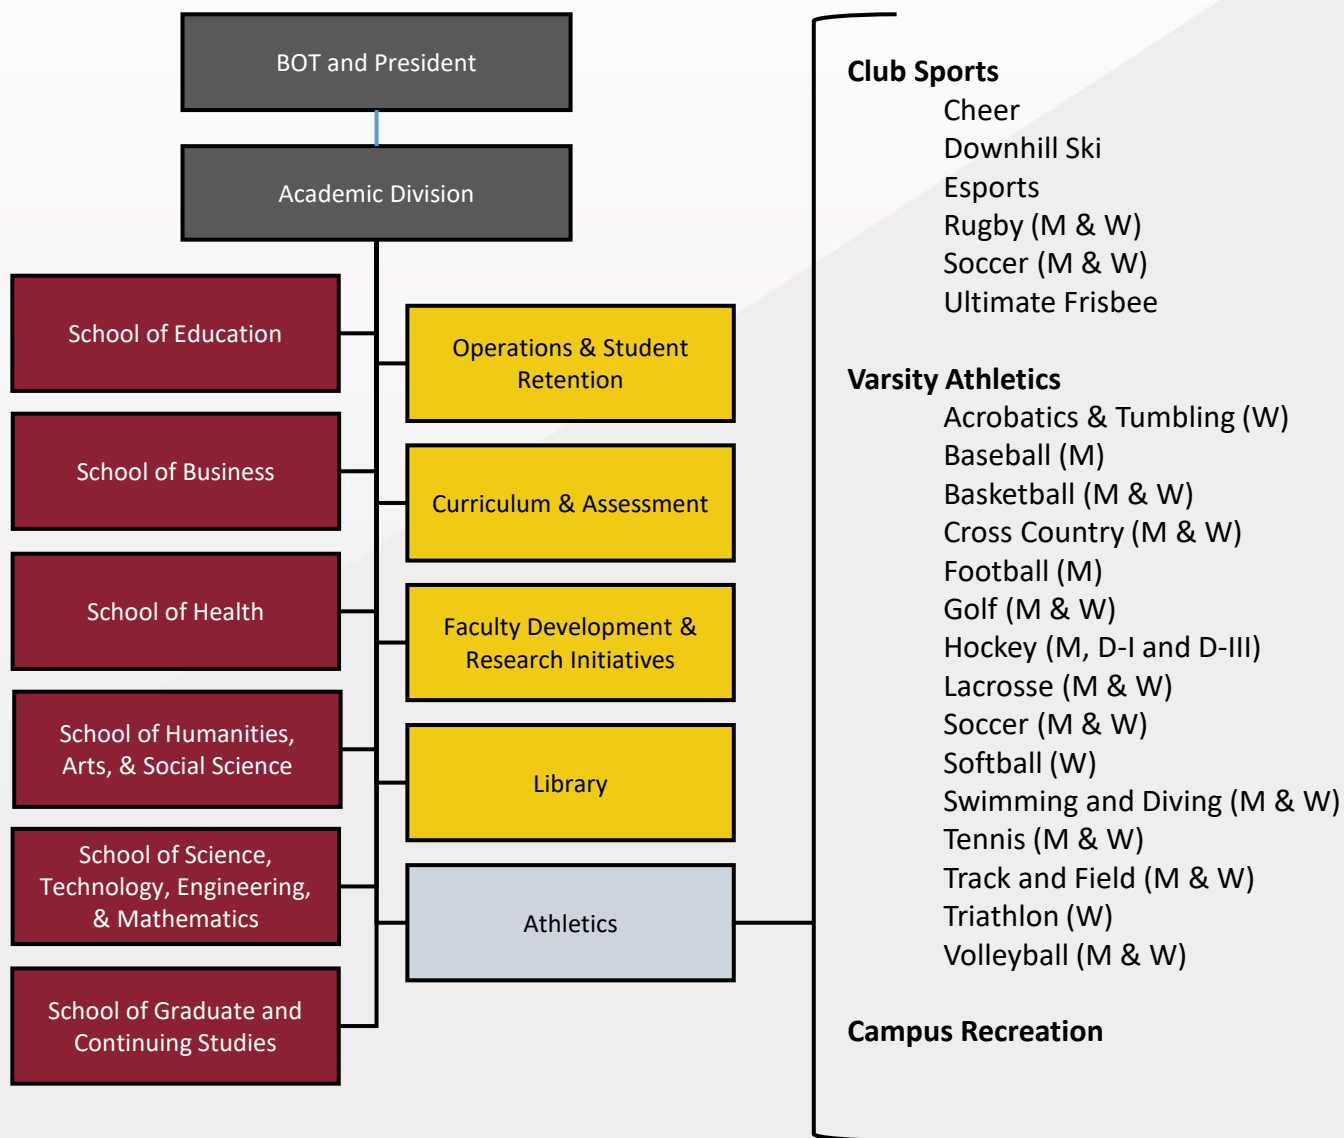 BOT and President
Academic Division
School of Education
School of Business
School of Health
School of Humanities,
Arts, & Social Science
School of Science,
Technology, Engineering,
& Mathematics
School of Graduate and
Continuing Studies
Operations & Student
Retention
Curriculum & Assessment
Faculty Development &
Research Initiatives
Library
Athletics
Club Sports
Cheer
Downhill Ski
Esports
Rugby (M & W)
Soccer (M & W)
Ultimate Frisbee
Varsity Athletics
Acrobatics & Tumbling (W)
Baseball (M)
Basketball (M & W)
Cross Country (M & W)
Football (M)
Golf (M & W)
Hockey (M, D-I and D-III)
Lacrosse (M & W)
Soccer (M & W)
Softball (W)
Swimming and Diving (M & W)
Tennis (M & W)
Track and Field (M & W)
Triathlon (W)
Volleyball (M & W)
Campus Recreation